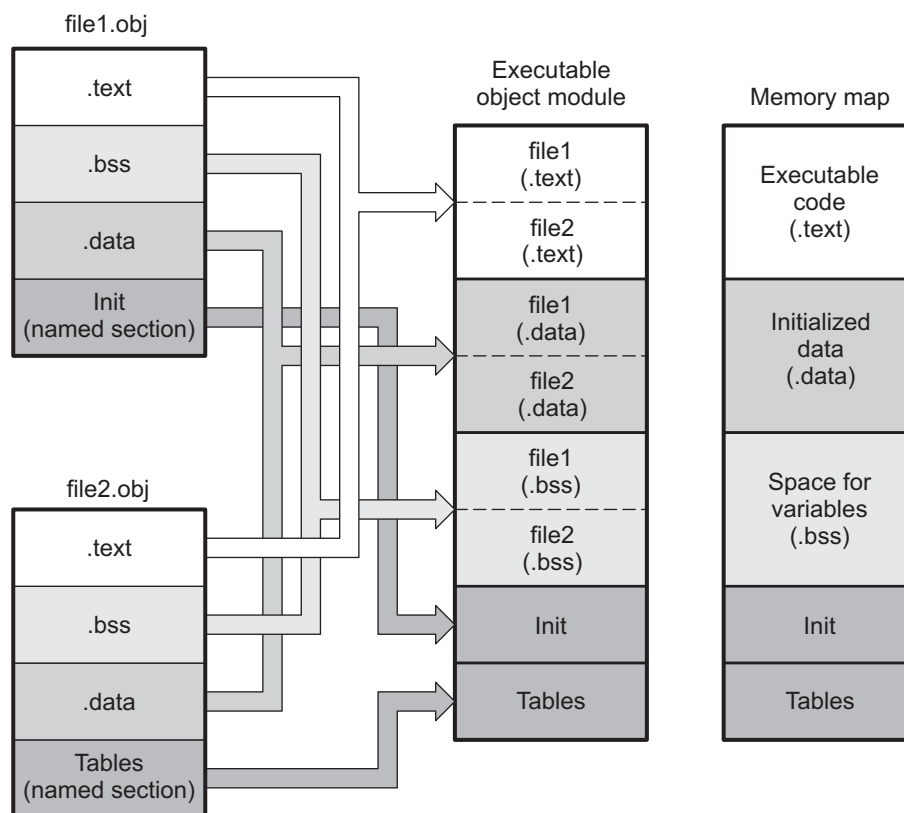 file1.obj
.text
.bss
.data
Init
(named section)
file2.obj
.text
.bss
.data
Tables
(named section)
Executable
object module
file1
(.text)
file2
(.text)
file1
(.data)
file2
(.data)
file1
(.bss)
file2
(.bss)
Init
Tables
Memory map
Executable
code
(.text)
Initialized
data
(.data)
Space for
variables
(.bss)
Init
Tables